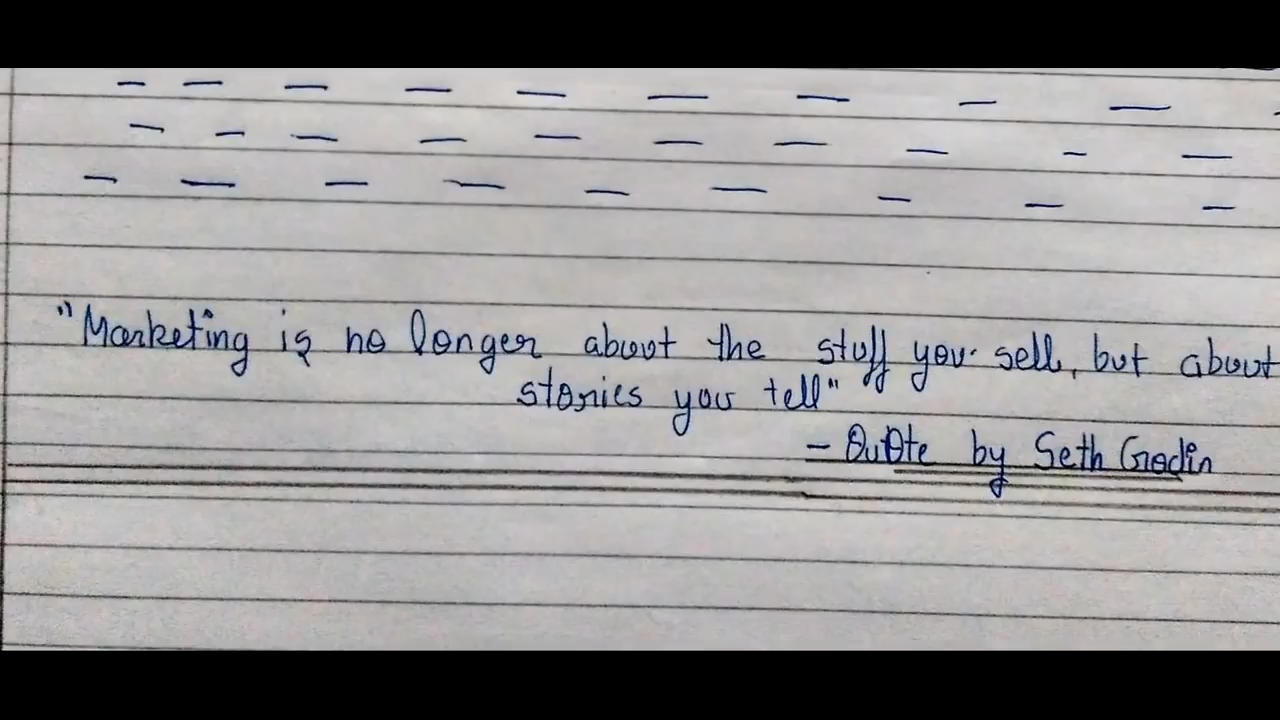 "Marketing is no longer about the stuff you sell, but about
stories you tell"
- Quote by Seth Godin